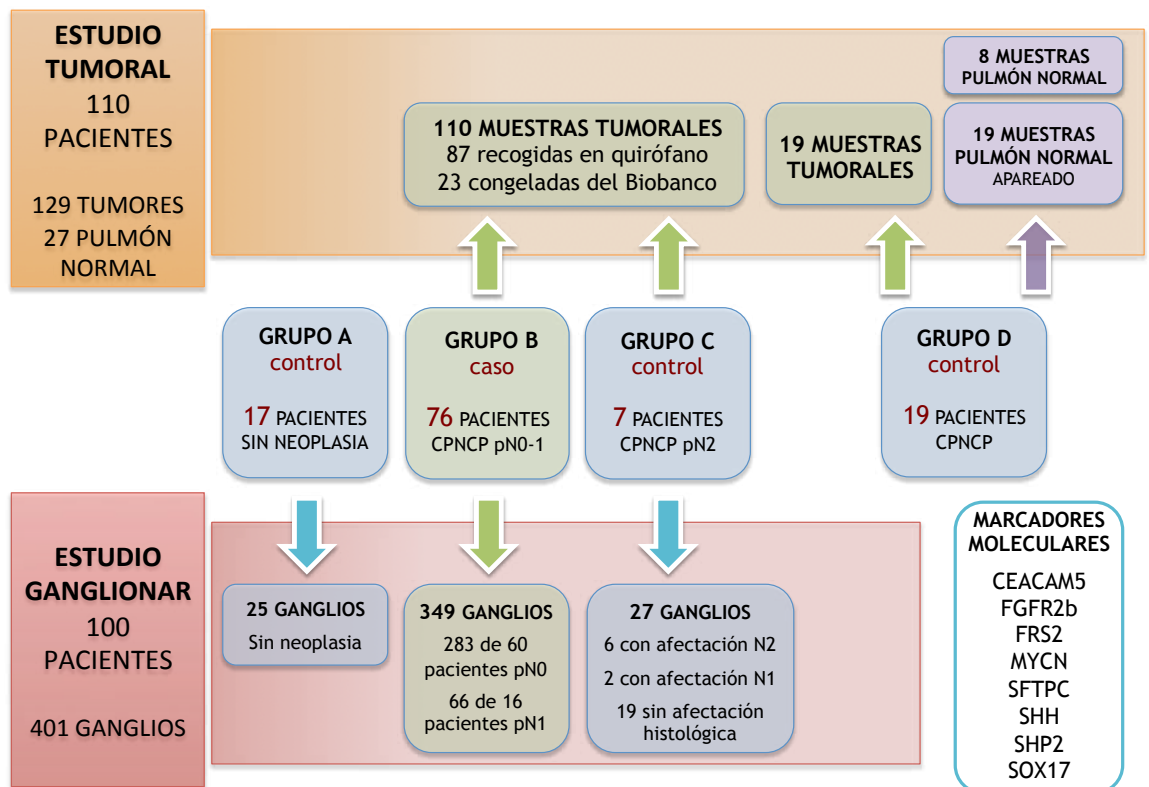 ESTUDIO
TUMORAL
110
PACIENTES
129 TUMORES
27 PULMÓN
NORMAL
110 MUESTRAS TUMORALES
87 recogidas en quirófano
23 congeladas del Biobanco
19 MUESTRAS
TUMORALES
8 MUESTRAS
PULMÓN NORMAL
19 MUESTRAS
PULMÓN NORMAL
APAREADO
GRUPO A
control
17 PACIENTES
SIN NEOPLASIA
GRUPO B
caso
76 PACIENTES
CPNCP pN0-1
GRUPO C
control
7 PACIENTES
CPNCP pN2
GRUPO D
control
19 PACIENTES
CPNCP
ESTUDIO
GANGLIONAR
100
PACIENTES
401 GANGLIOS
25 GANGLIOS
Sin neoplasia
349 GANGLIOS
283 de 60
pacientes pN0
66 de 16
pacientes pN1
27 GANGLIOS
6 con afectación N2
2 con afectación N1
19 sin afectación
histológica
MARCADORES
MOLECULARES
CEACAM5
FGFR2b
FRS2
MYCN
SFTPC
SHH
SHP2
SOX17